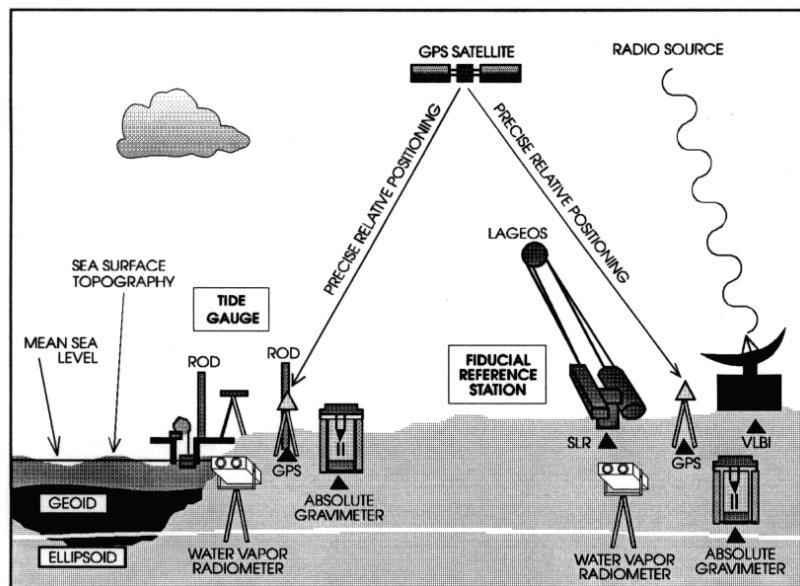 GPS SATELLITE
RADIO SOURCE
PRECISE RELATIVE POSITIONING
PRECISE RELATIVE POSITIONING
LAGEOS
SEA SURFACE
TOPOGRAPHY
TIDE
GAUGE
MEAN SEA
LEVEL
ROD
ROD
FIDUCIAL
REFERENCE
STATION
SLR
GPS
VLBI
GPS
GEOID
ABSOLUTE
GRAVIMETER
ELLIPSOID
WATER VAPOR
RADIOMETER
WATER VAPOR
RADIOMETER
ABSOLUTE
GRAVIMETER